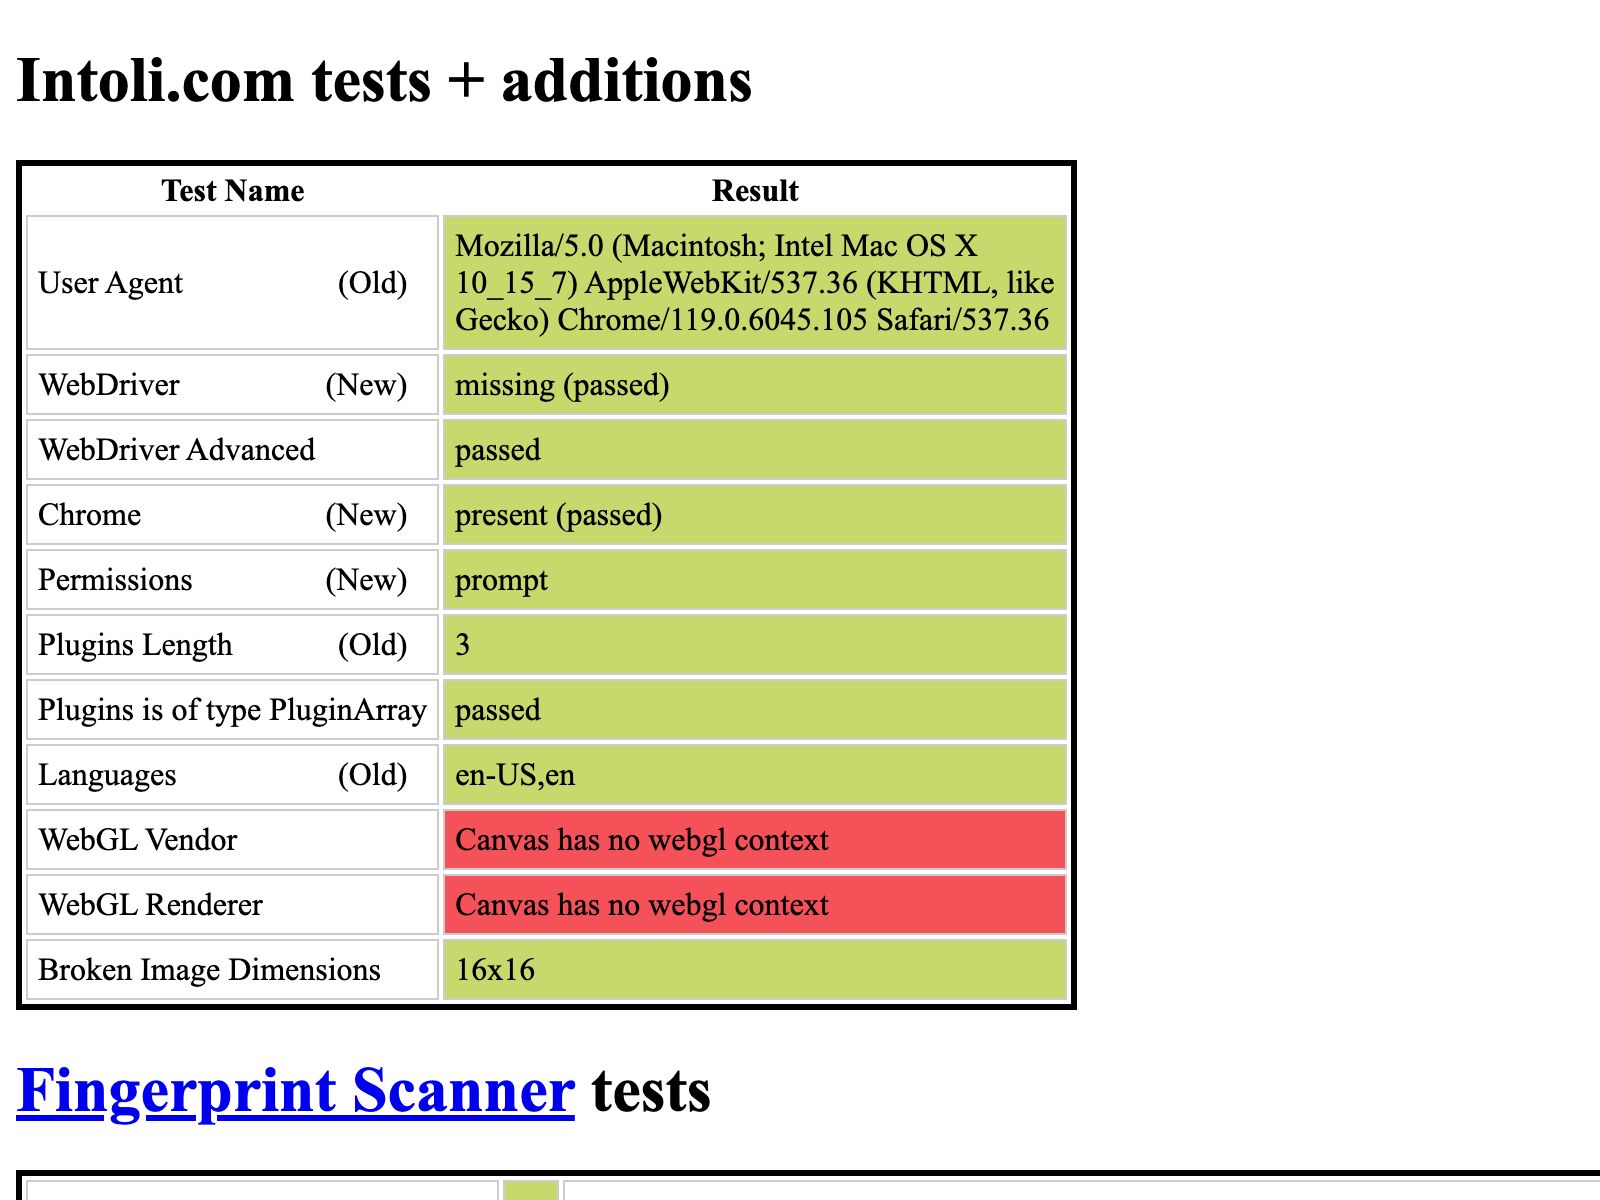 Intoli.com tests + additions
Test Name Result
User Agent (Old) Mozilla/5.0 (Macintosh; Intel Mac OS X
10_15_7) AppleWebKit/537.36 (KHTML, like
Gecko) Chrome/119.0.6045.105 Safari/537.36
WebDriver (New) missing (passed)
WebDriver Advanced passed
Chrome (New) present (passed)
Permissions (New) prompt
Plugins Length (Old) 3
Plugins is of type PluginArray passed
Languages (Old) en-US,en
WebGL Vendor Canvas has no webgl context
WebGL Renderer Canvas has no webgl context
Broken Image Dimensions 16x16
Fingerprint Scanner tests